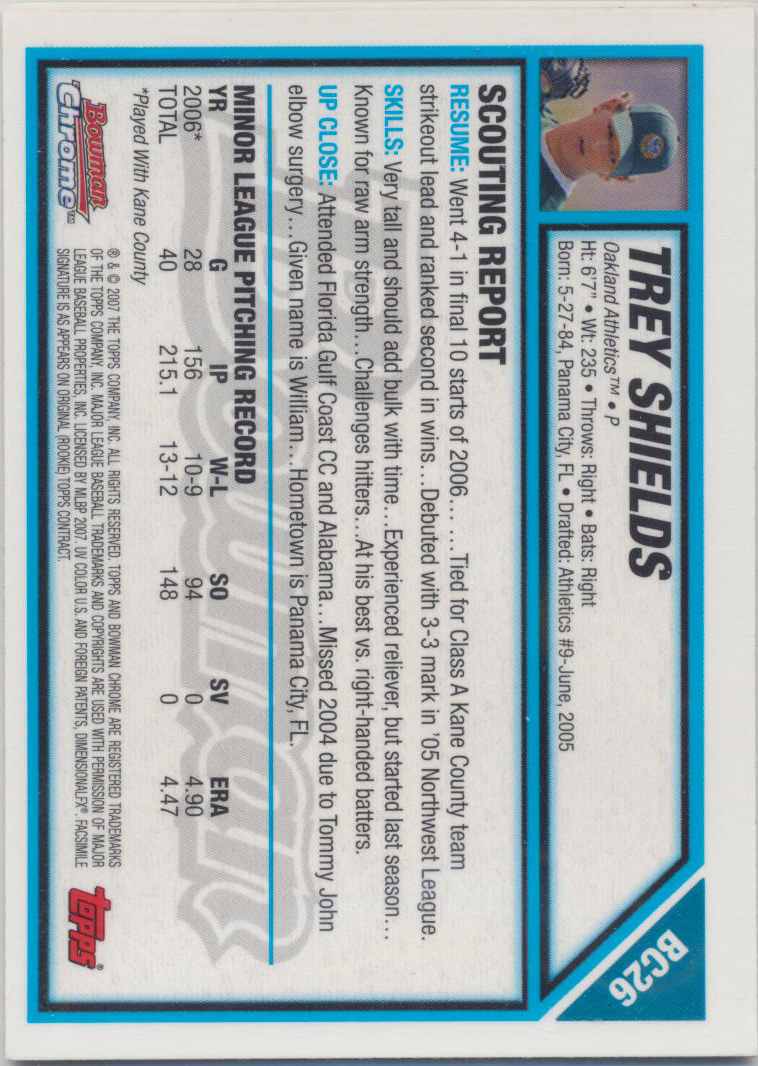 BC26
TREY SHIELDS
Oakland Athletics™ • P
Ht: 6'7" • Wt: 235 • Throws: Right • Bats: Right
Born: 5-27-84, Panama City, FL • Drafted: Athletics #9-June, 2005
SCOUTING REPORT
RESUME: Went 4-1 in final 10 starts of 2006... ...Tied for Class A Kane County team
strikeout lead and ranked second in wins...Debuted with 3-3 mark in '05 Northwest League.
SKILLS: Very tall and should add bulk with time...Experienced reliever, but started last season...
Known for raw arm strength...Challenges hitters...At his best vs. right-handed batters.
UP CLOSE: Attended Florida Gulf Coast CC and Alabama...Missed 2004 due to Tommy John
elbow surgery...Given name is William...Hometown is Panama City, FL.
MINOR LEAGUE PITCHING RECORD
YR G IP W-L SO SV ERA
2006* 28 156 10-9 94 0 4.90
TOTAL 40 215.1 13-12 148 0 4.47
*Played With Kane County
Bowman
Chrome™
® & © 2007 THE TOPPS COMPANY, INC. ALL RIGHTS RESERVED. TOPPS AND BOWMAN CHROME ARE REGISTERED TRADEMARKS
OF THE TOPPS COMPANY, INC. MAJOR LEAGUE BASEBALL TRADEMARKS AND COPYRIGHTS ARE USED WITH PERMISSION OF MAJOR
LEAGUE BASEBALL PROPERTIES, INC. LICENSED BY MLBP 2007. UV COLOR U.S. AND FOREIGN PATENTS, DIMENSIONALFX®. FACSIMILE
SIGNATURE IS AS APPEARS ON ORIGINAL (ROOKIE) TOPPS CONTRACT.
topps®
Bowman